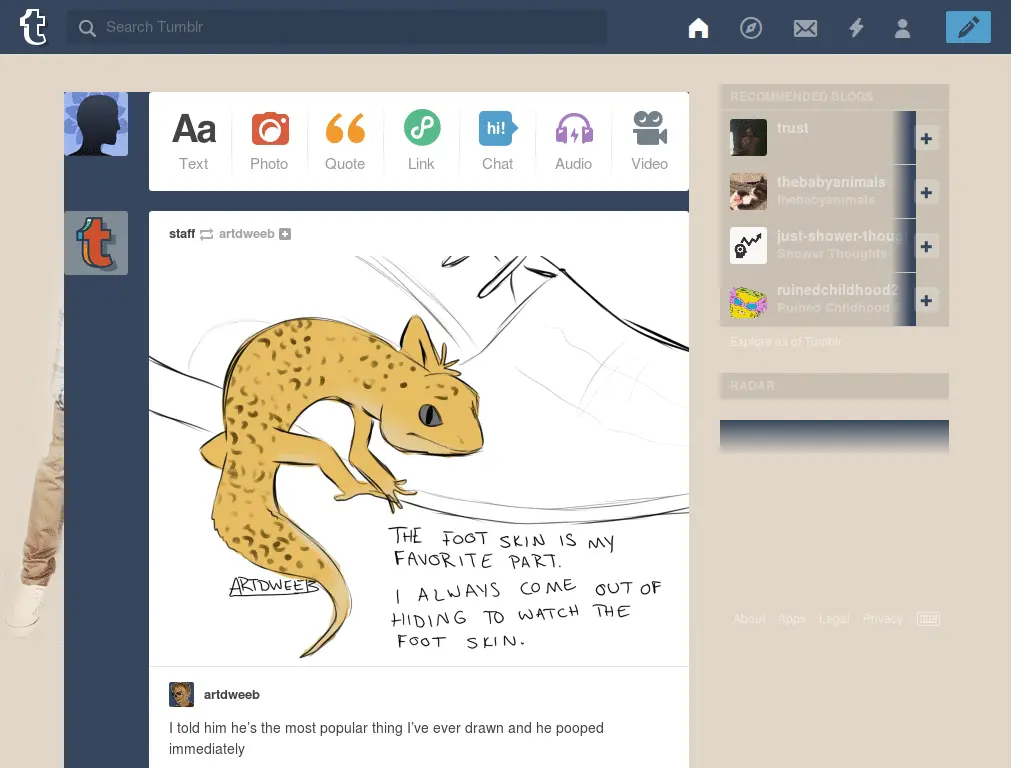 Search Tumblr
Aa
Text
Photo
Quote
Link
hi!
Chat
Audio
Video
staff artdweeb
THE FOOT SKIN IS MY
FAVORITE PART.
I ALWAYS COME OUT OF
HIDING TO WATCH THE
FOOT SKIN.
ARTDWEEB
artdweeb
I told him he's the most popular thing I've ever drawn and he pooped
immediately
RECOMMENDED BLOGS
trust
thebabyanimals
thebabyanimals
just-shower-thoug
Shower Thoughts
ruinedchildhood2
Ruined Childhood
Explore all of Tumblr
RADAR
About Apps Legal Privacy